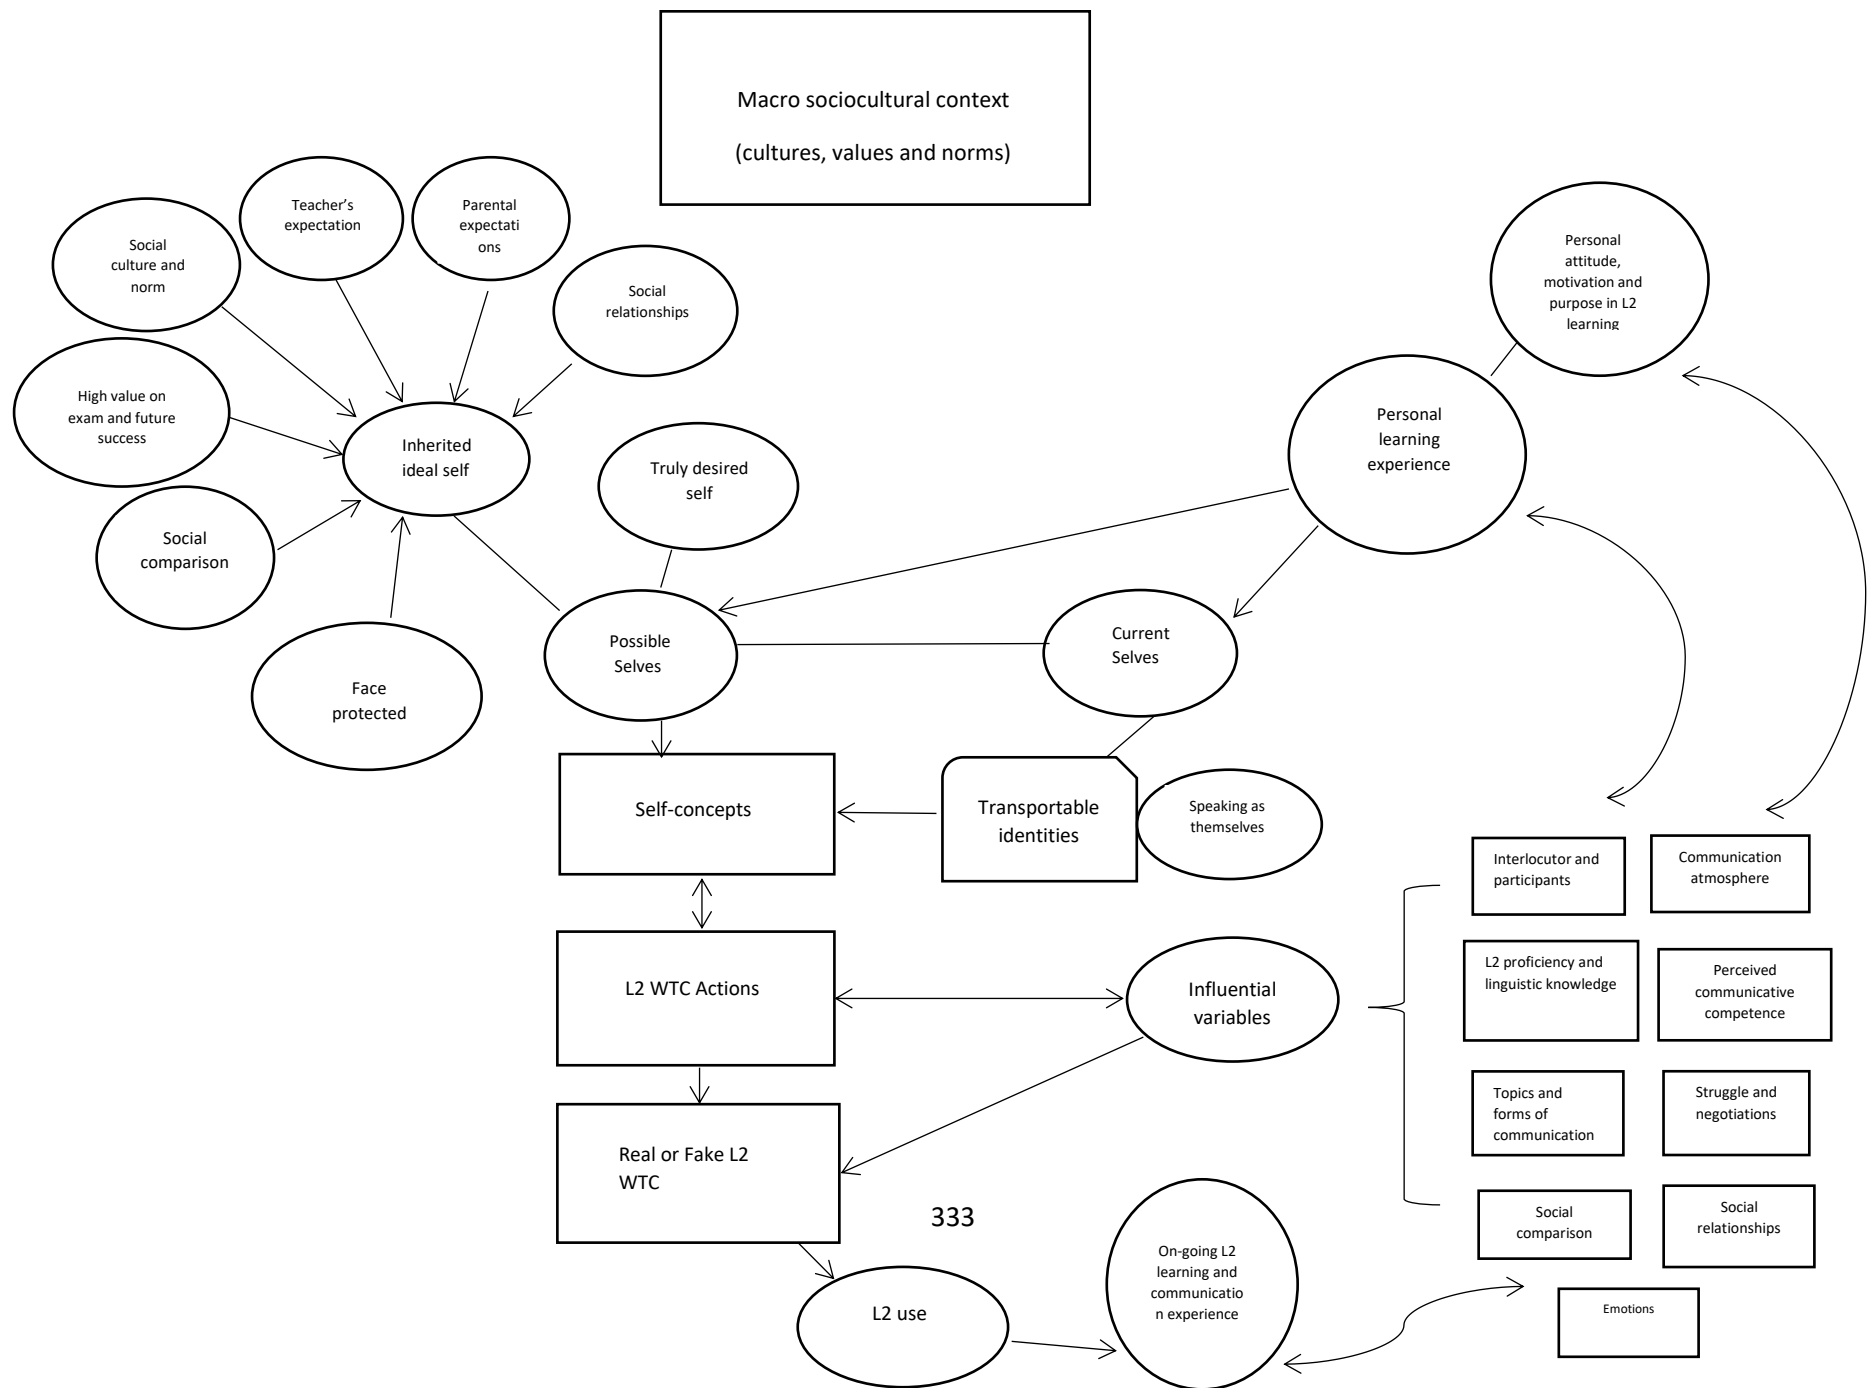 Macro sociocultural context
(cultures, values and norms)
Teacher's
expectation
Parental
expectati
ons
Social
culture and
norm
Social
relationships
Personal
attitude,
motivation and
purpose in L2
learning
High value on
exam and future
success
Inherited
ideal self
Truly desired
self
Personal
learning
experience
Social
comparison
Face
protected
Possible
Selves
Current
Selves
Self-concepts
Transportable
identities
Speaking as
themselves
Interlocutor and
participants
Communication
atmosphere
L2 WTC Actions
Influential
variables
L2 proficiency and
linguistic knowledge
Perceived
communicative
competence
Topics and
forms of
communication
Struggle and
negotiations
Real or Fake L2
WTC
333
Social
comparison
Social
relationships
On-going L2
learning and
communicatio
n experience
L2 use
Emotions